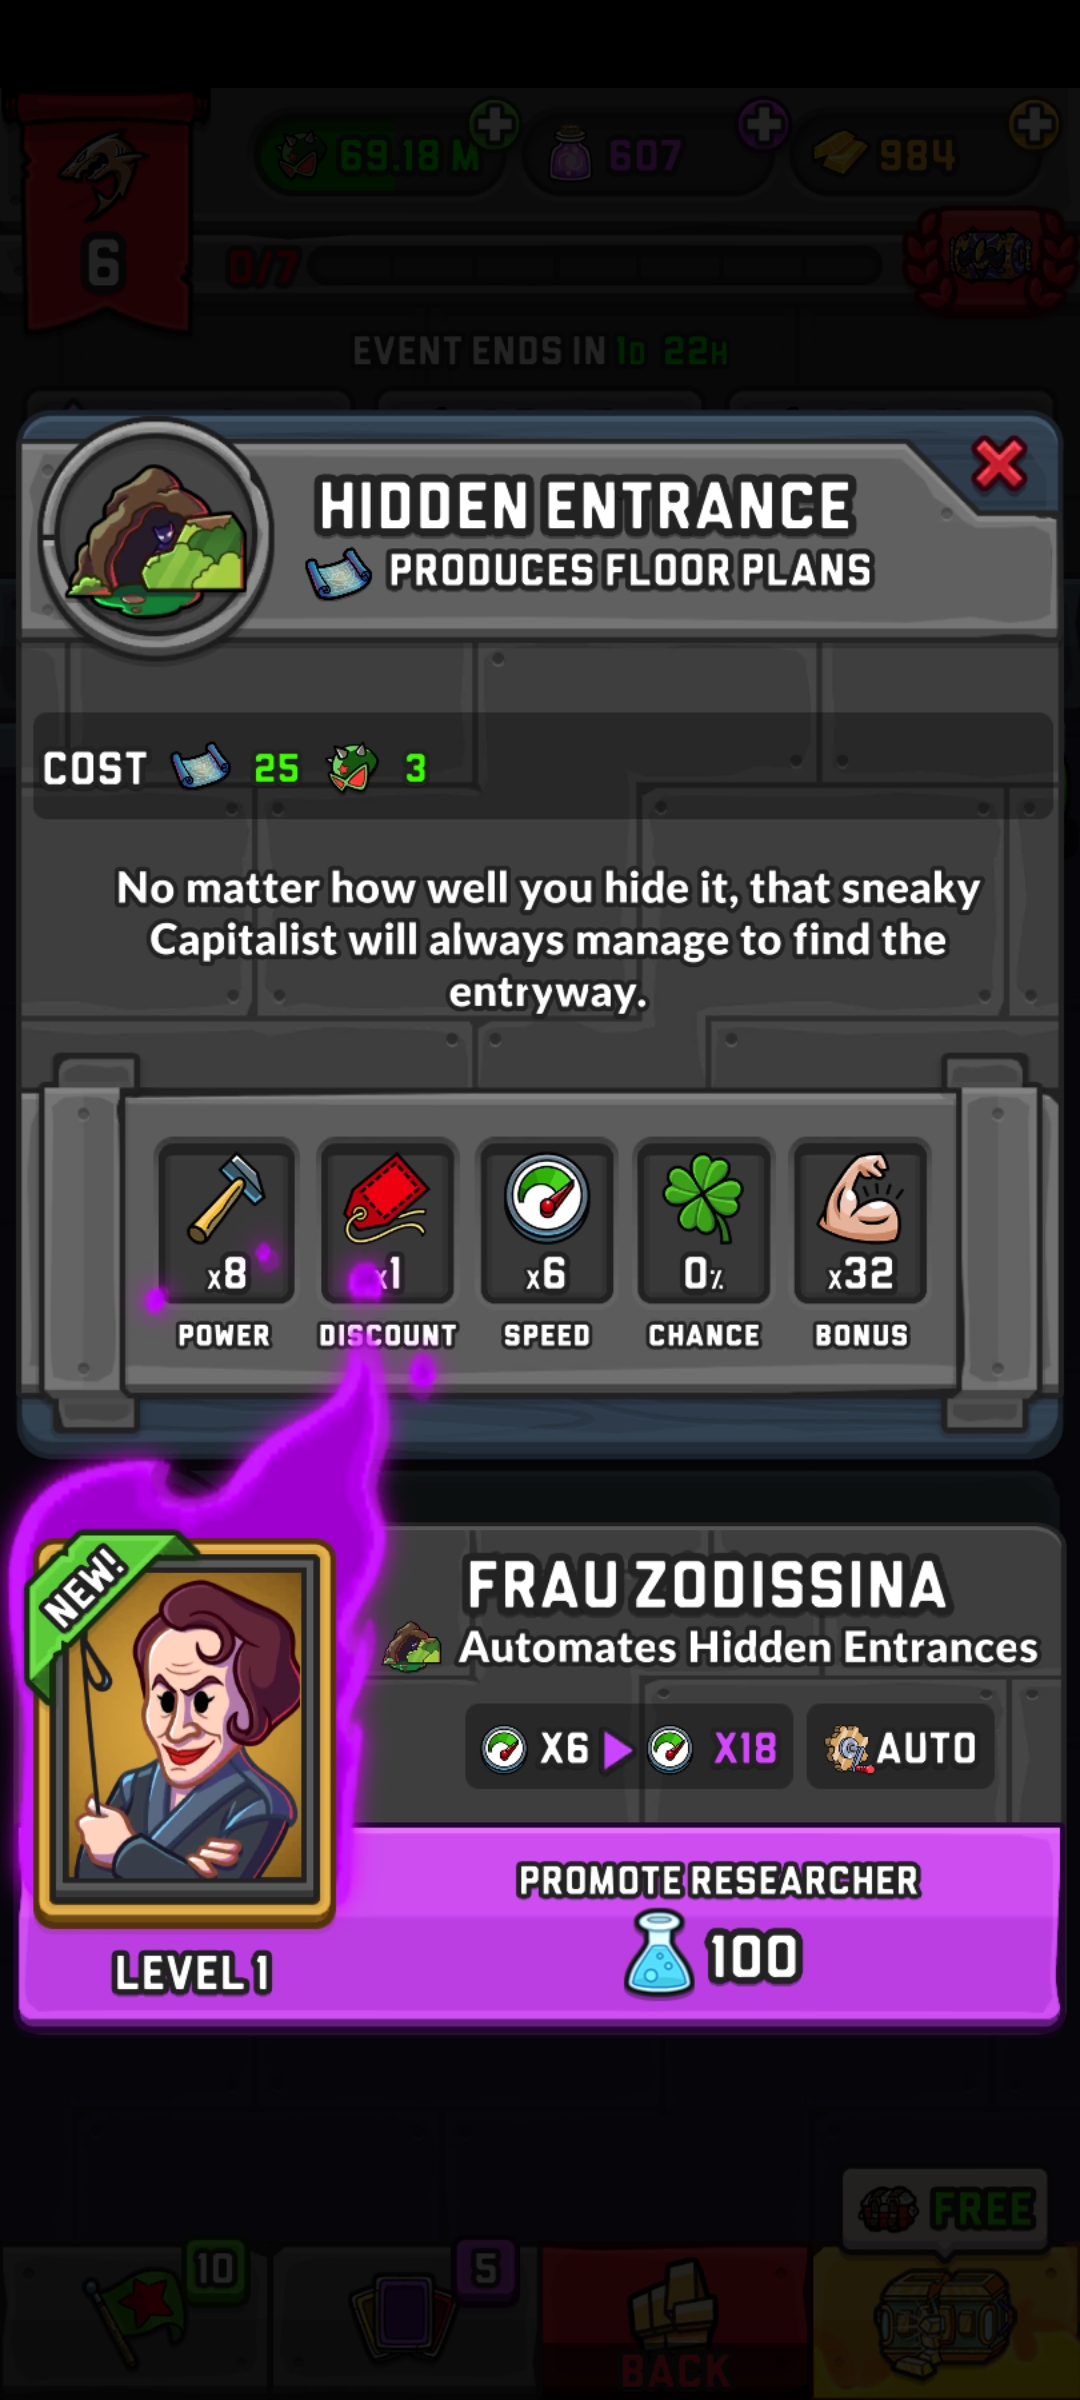 69.18 M
607
984
6
0/7
EVENT ENDS IN 1D 22H
HIDDEN ENTRANCE
PRODUCES FLOOR PLANS
COST 25 3
No matter how well you hide it, that sneaky
Capitalist will always manage to find the
entryway.
x8 x1 x6 0% x32
POWER DISCOUNT SPEED CHANCE BONUS
NEW!
FRAU ZODISSINA
Automates Hidden Entrances
X6 X18 AUTO
PROMOTE RESEARCHER
100
LEVEL 1
FREE
10
5
BACK